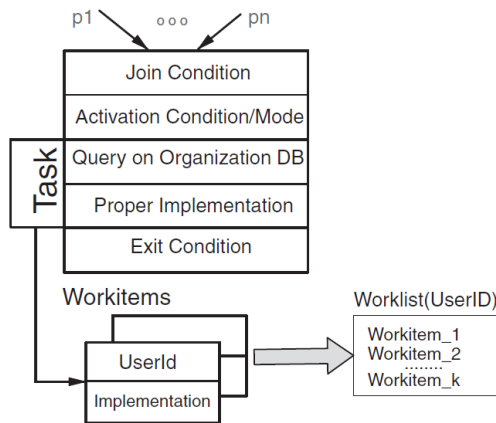 p1 ooo pn
Join Condition
Activation Condition/Mode
Task
Query on Organization DB
Proper Implementation
Exit Condition
Workitems
UserId
Implementation
Worklist(UserID)
Workitem_1
Workitem_2
........
Workitem_k